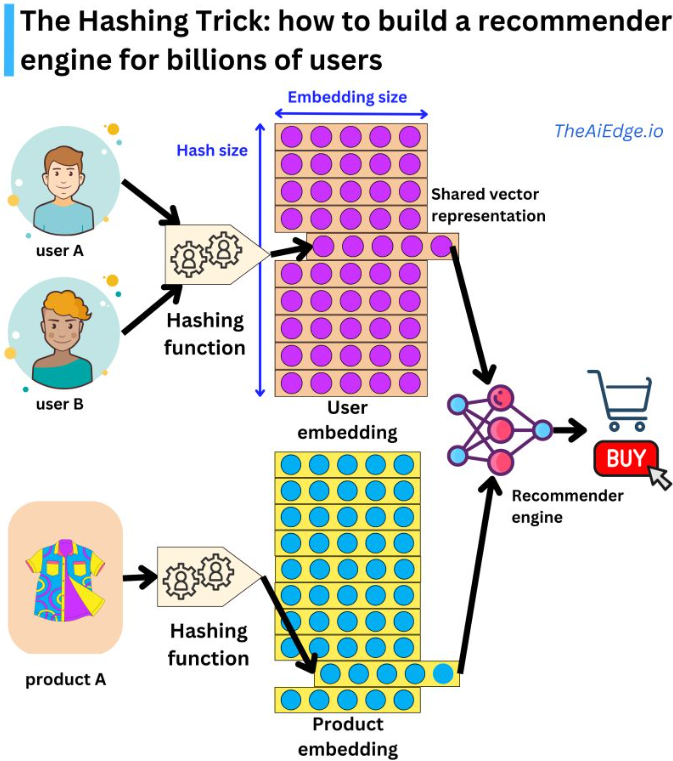 The Hashing Trick: how to build a recommender
engine for billions of users
Embedding size
TheAiEdge.io
Hash size
Shared vector
representation
user A
Hashing
function
user B
User
embedding
BUY
Recommender
engine
Hashing
function
product A
Product
embedding